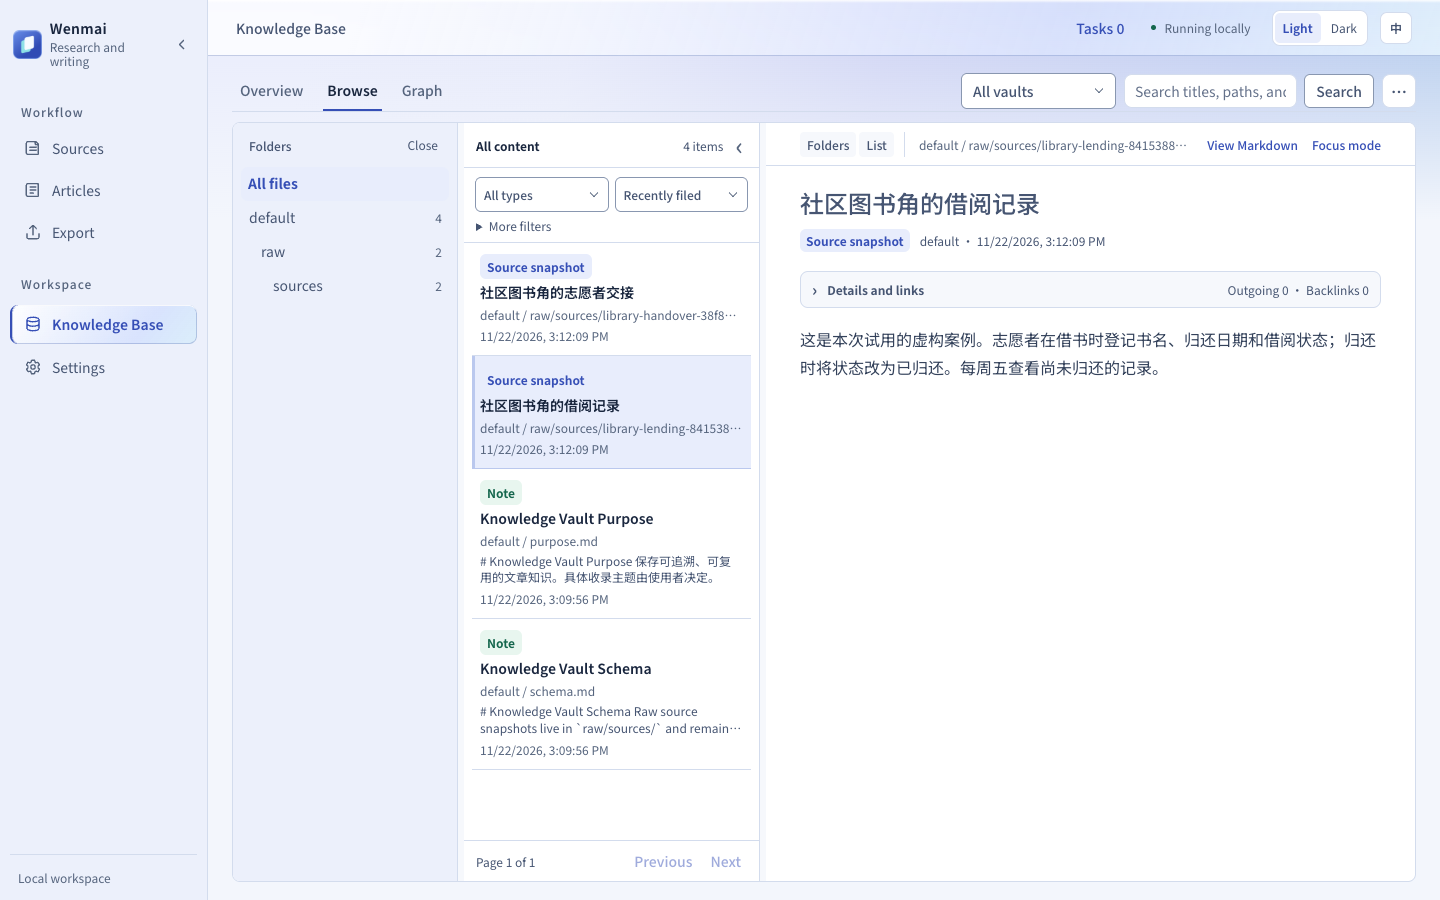 Wenmai
Research and
writing
Workflow
Sources
Articles
Export
Workspace
Knowledge Base
Settings
Local workspace
Knowledge Base
Tasks 0
Running locally
Light
Dark
中
Overview
Browse
Graph
All vaults
Search titles, paths, anc
Search
Folders
Close
All files
default 4
raw 2
sources 2
All content
4 items
All types
Recently filed
More filters
Source snapshot
社区图书角的志愿者交接
default / raw/sources/library-handover-38f8…
11/22/2026, 3:12:09 PM
Source snapshot
社区图书角的借阅记录
default / raw/sources/library-lending-841538…
11/22/2026, 3:12:09 PM
Note
Knowledge Vault Purpose
default / purpose.md
# Knowledge Vault Purpose 保存可追溯、可复
用的文章知识。具体收录主题由使用者决定。
11/22/2026, 3:09:56 PM
Note
Knowledge Vault Schema
default / schema.md
# Knowledge Vault Schema Raw source
snapshots live in `raw/sources/` and remain…
11/22/2026, 3:09:56 PM
Page 1 of 1
Previous
Next
Folders
List
default / raw/sources/library-lending-8415388…
View Markdown
Focus mode
社区图书角的借阅记录
Source snapshot
default • 11/22/2026, 3:12:09 PM
Details and links
Outgoing 0 • Backlinks 0
这是本次试用的虚构案例。志愿者在借书时登记书名、归还日期和借阅状态；归还
时将状态改为已归还。每周五查看尚未归还的记录。